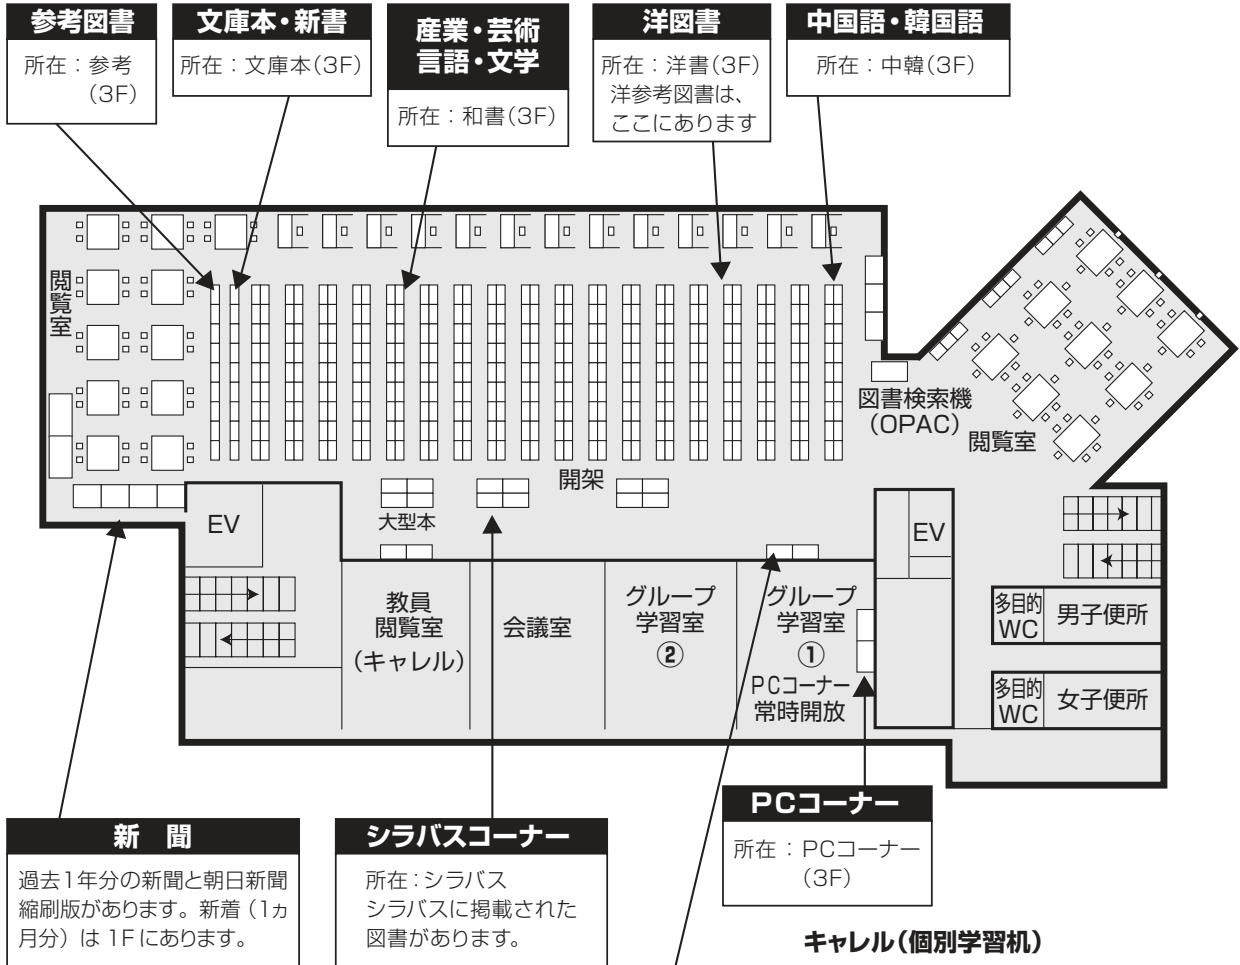 参考図書
所在：参考
(3F)
文庫本・新書
所在：文庫本(3F)
産業・芸術
言語・文学
所在：和書(3F)
洋図書
所在：洋書(3F)
洋参考図書は、
ここにあります
中国語・韓国語
所在：中韓(3F)
閲覧室
図書検索機
(OPAC)
閲覧室
開架
大型本
EV
EV
教員
閲覧室
(キャレル)
会議室
グループ
学習室
②
グループ
学習室
①
PCコーナー
常時開放
多目的
WC
男子便所
多目的
WC
女子便所
新　聞
過去1年分の新聞と朝日新聞
縮刷版があります。新着（1ヵ
月分）は 1F にあります。
シラバスコーナー
所在：シラバス
シラバスに掲載された
図書があります。
PCコーナー
所在：PCコーナー
(3F)
キャレル(個別学習机)